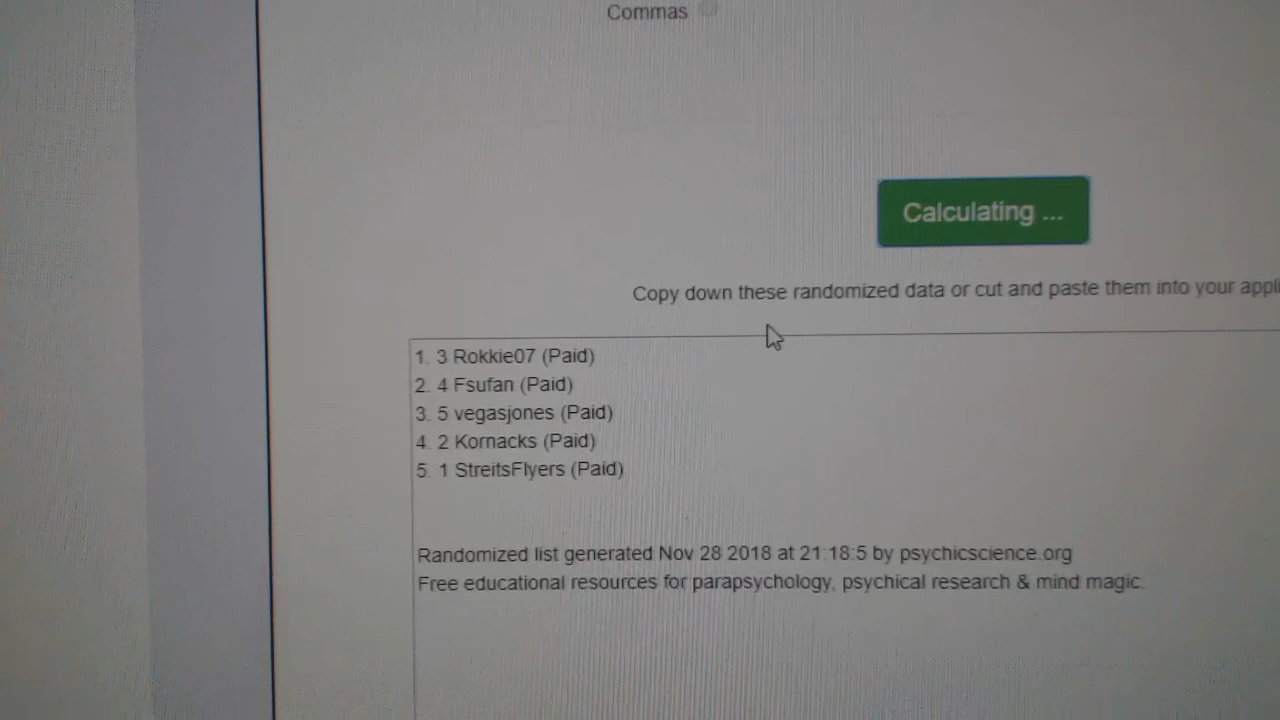 Commas
Calculating ...
Copy down these randomized data or cut and paste them into your appli
1. 3 Rokkie07 (Paid)
2. 4 Fsufan (Paid)
3. 5 vegasjones (Paid)
4. 2 Kornacks (Paid)
5. 1 StreitsFlyers (Paid)
Randomized list generated Nov 28 2018 at 21:18:5 by psychicscience.org
Free educational resources for parapsychology, psychical research & mind magic.